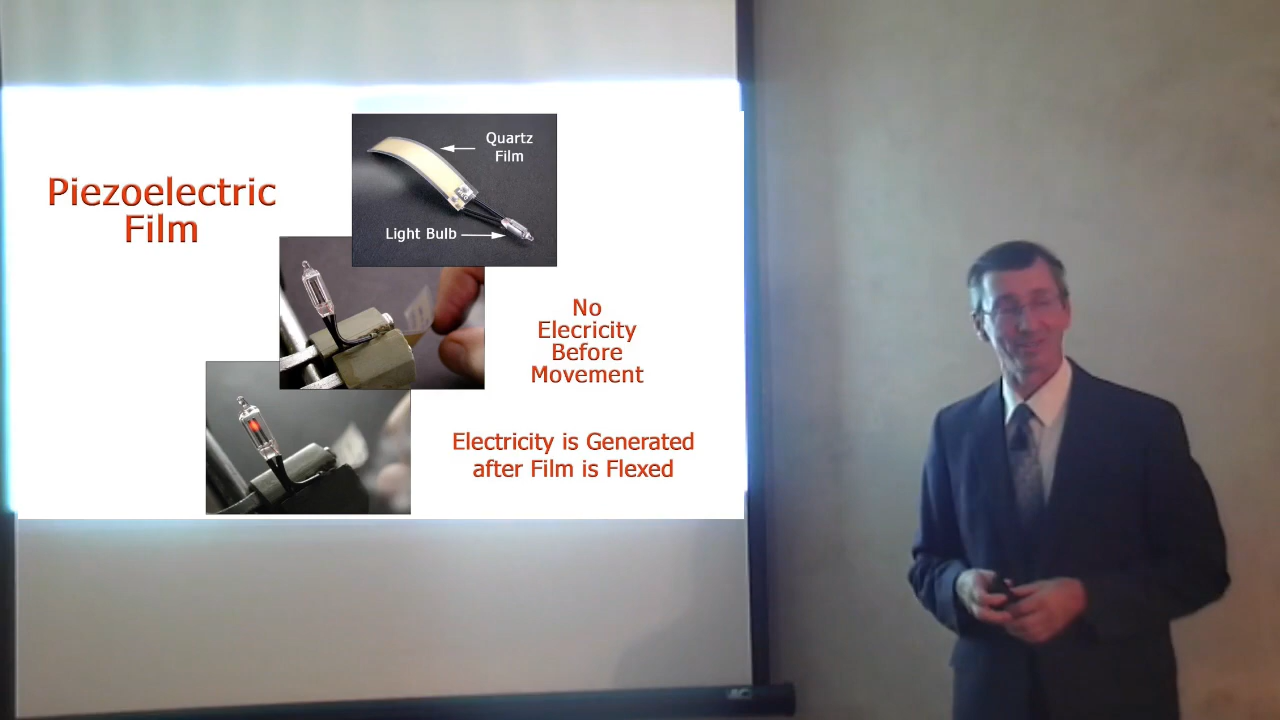 Piezoelectric
Film
Quartz
Film
Light Bulb
No
Elecricity
Before
Movement
Electricity is Generated
after Film is Flexed